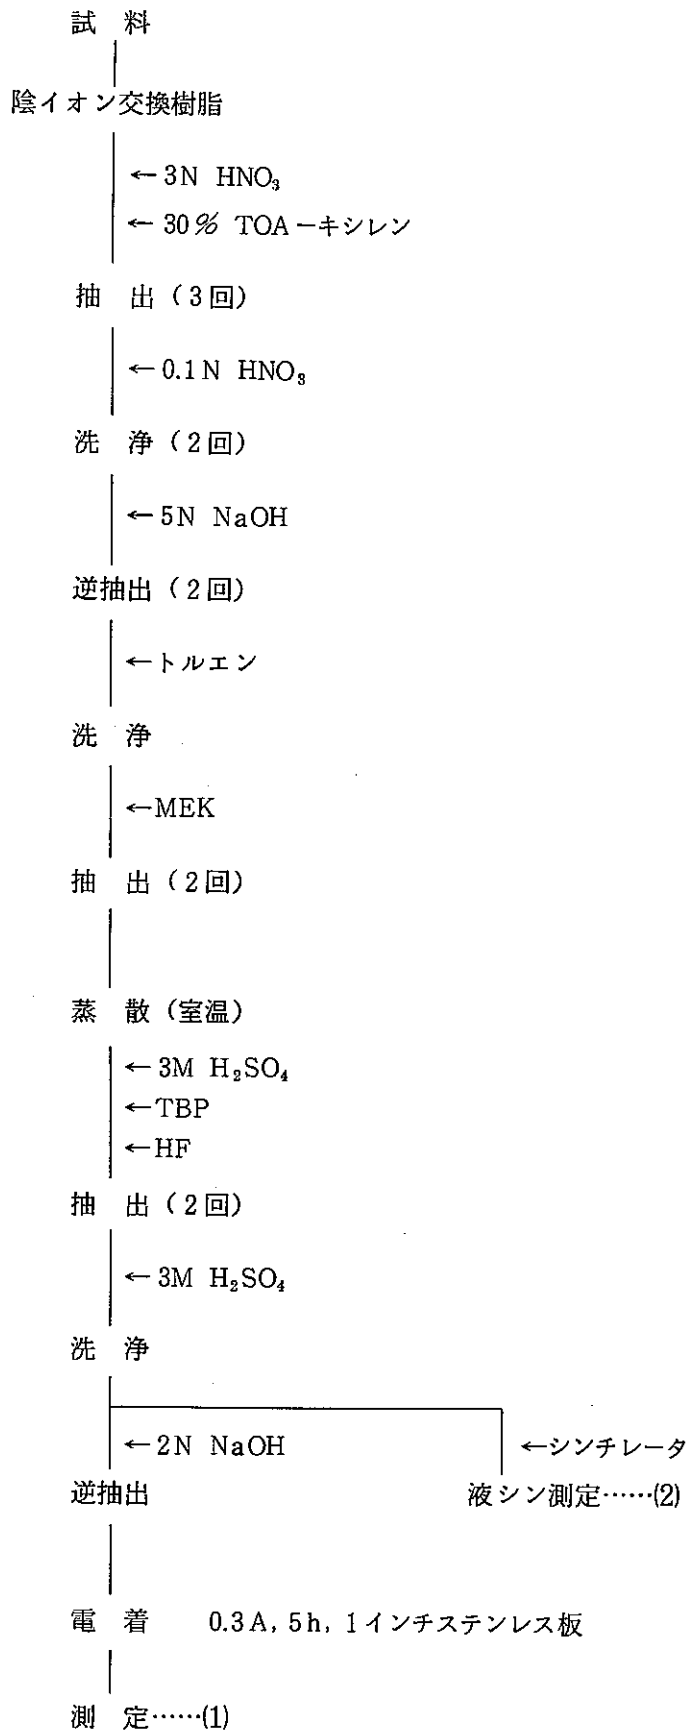 試 料
陰イオン交換樹脂
←3N HNO₃
←30% TOA-キシレン
抽 出(3回)
←0.1N HNO₃
洗 浄(2回)
←5N NaOH
逆抽出(2回)
←トルエン
洗 浄
←MEK
抽 出(2回)
蒸 散(室温)
←3M H₂SO₄
←TBP
←HF
抽 出(2回)
←3M H₂SO₄
洗 浄
←2N NaOH ←シンチレータ
逆抽出 液シン測定……(2)
電 着 0.3A, 5h, 1インチステンレス板
測 定……(1)